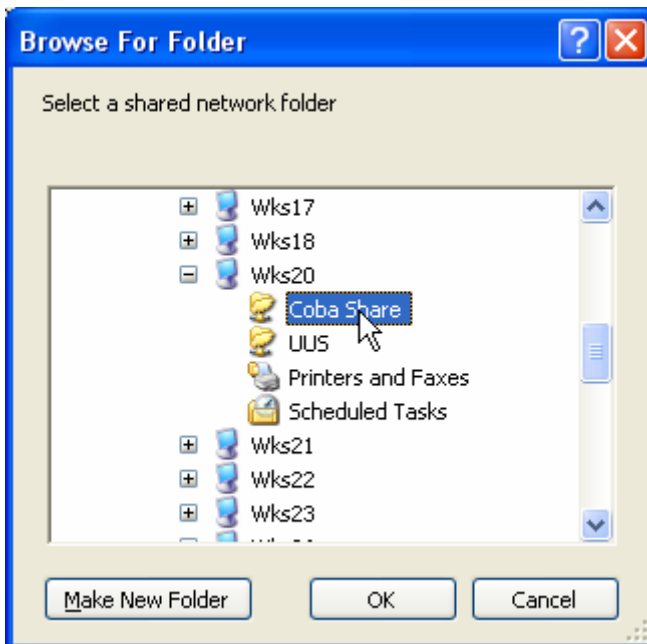 Browse For Folder
Select a shared network folder
Wks17
Wks18
Wks20
Coba Share
UUS
Printers and Faxes
Scheduled Tasks
Wks21
Wks22
Wks23
Make New Folder OK Cancel